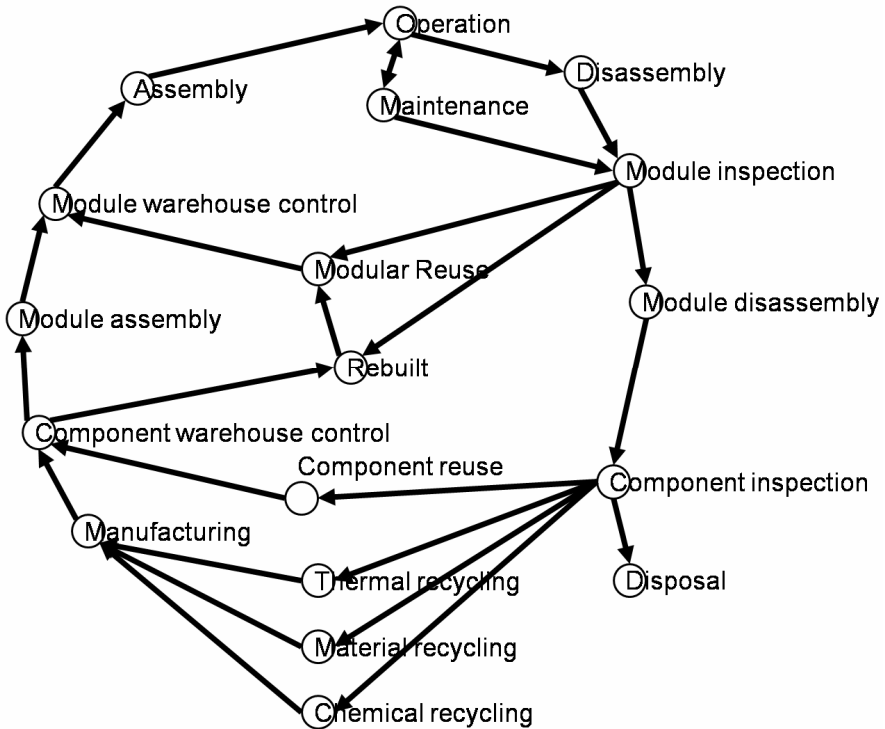 Operation
Disassembly
Assembly
Maintenance
Module inspection
Module warehouse control
Modular Reuse
Module disassembly
Module assembly
Rebuilt
Component warehouse control
Component reuse
Component inspection
Manufacturing
Thermal recycling
Disposal
Material recycling
Chemical recycling